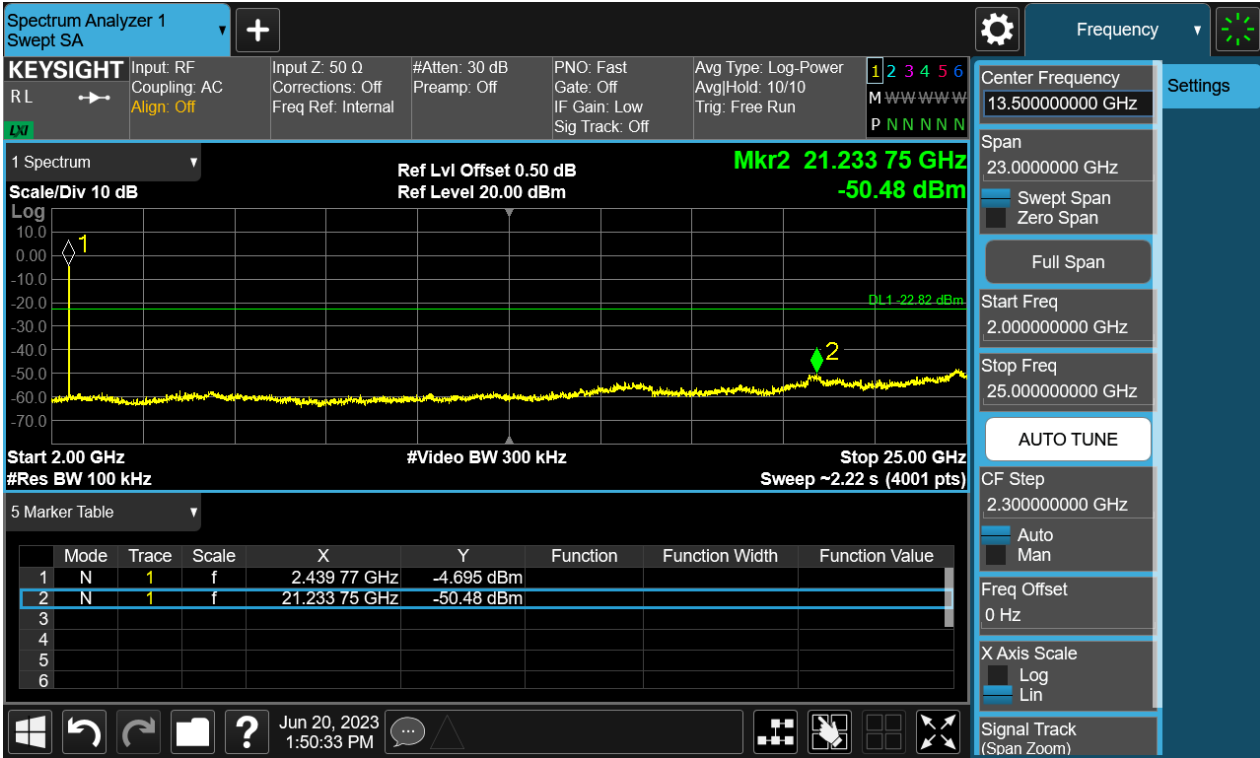 Spectrum Analyzer 1
Swept SA
+
Frequency
KEYSIGHT
R L
LXI
Input: RF
Coupling: AC
Align: Off
Input Z: 50 Ω
Corrections: Off
Freq Ref: Internal
#Atten: 30 dB
Preamp: Off
PNO: Fast
Gate: Off
IF Gain: Low
Sig Track: Off
Avg Type: Log-Power
Avg|Hold: 10/10
Trig: Free Run
1 2 3 4 5 6
M W W W W W
P N N N N N
1 Spectrum
Scale/Div 10 dB
Ref Lvl Offset 0.50 dB
Ref Level 20.00 dBm
Mkr2 21.233 75 GHz
-50.48 dBm
Log
10.0
0.00
-10.0
-20.0
-30.0
-40.0
-50.0
-60.0
-70.0
1
DL1 -22.82 dBm
2
Start 2.00 GHz
#Video BW 300 kHz
Stop 25.00 GHz
#Res BW 100 kHz
Sweep ~2.22 s (4001 pts)
5 Marker Table
Mode Trace Scale X Y Function Function Width Function Value
1 N 1 f 2.439 77 GHz -4.695 dBm
2 N 1 f 21.233 75 GHz -50.48 dBm
3
4
5
6
?
Jun 20, 2023
1:50:33 PM
Center Frequency
13.500000000 GHz
Settings
Span
23.0000000 GHz
Swept Span
Zero Span
Full Span
Start Freq
2.000000000 GHz
Stop Freq
25.000000000 GHz
AUTO TUNE
CF Step
2.300000000 GHz
Auto
Man
Freq Offset
0 Hz
X Axis Scale
Log
Lin
Signal Track
(Span Zoom)